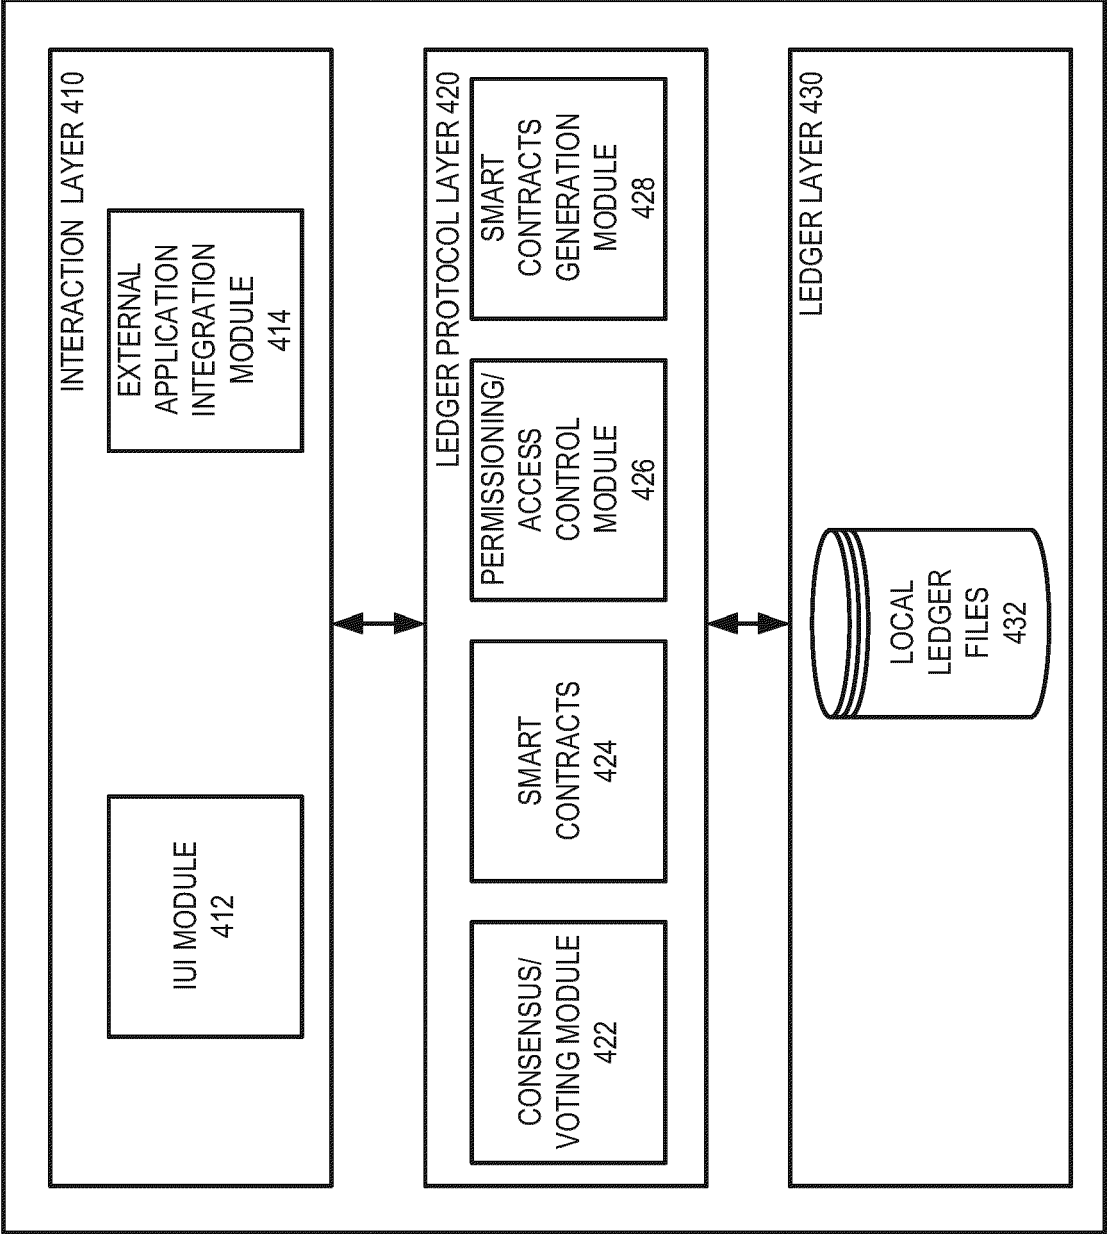 INTERACTION LAYER 410
IUI MODULE
412
EXTERNAL
APPLICATION
INTEGRATION
MODULE
414
LEDGER PROTOCOL LAYER 420
CONSENSUS/
VOTING MODULE
422
SMART
CONTRACTS
424
PERMISSIONING/
ACCESS
CONTROL
MODULE
426
SMART
CONTRACTS
GENERATION
MODULE
428
LEDGER LAYER 430
LOCAL
LEDGER
FILES
432